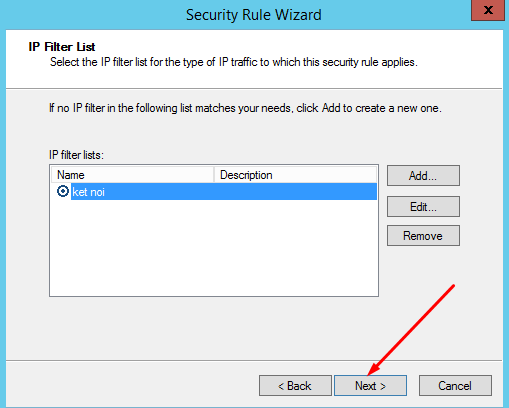 Security Rule Wizard
X
IP Filter List
Select the IP filter list for the type of IP traffic to which this security rule applies.
If no IP filter in the following list matches your needs, click Add to create a new one.
IP filter lists:
Name Description
ket noi
Add...
Edit...
Remove
< Back Next > Cancel